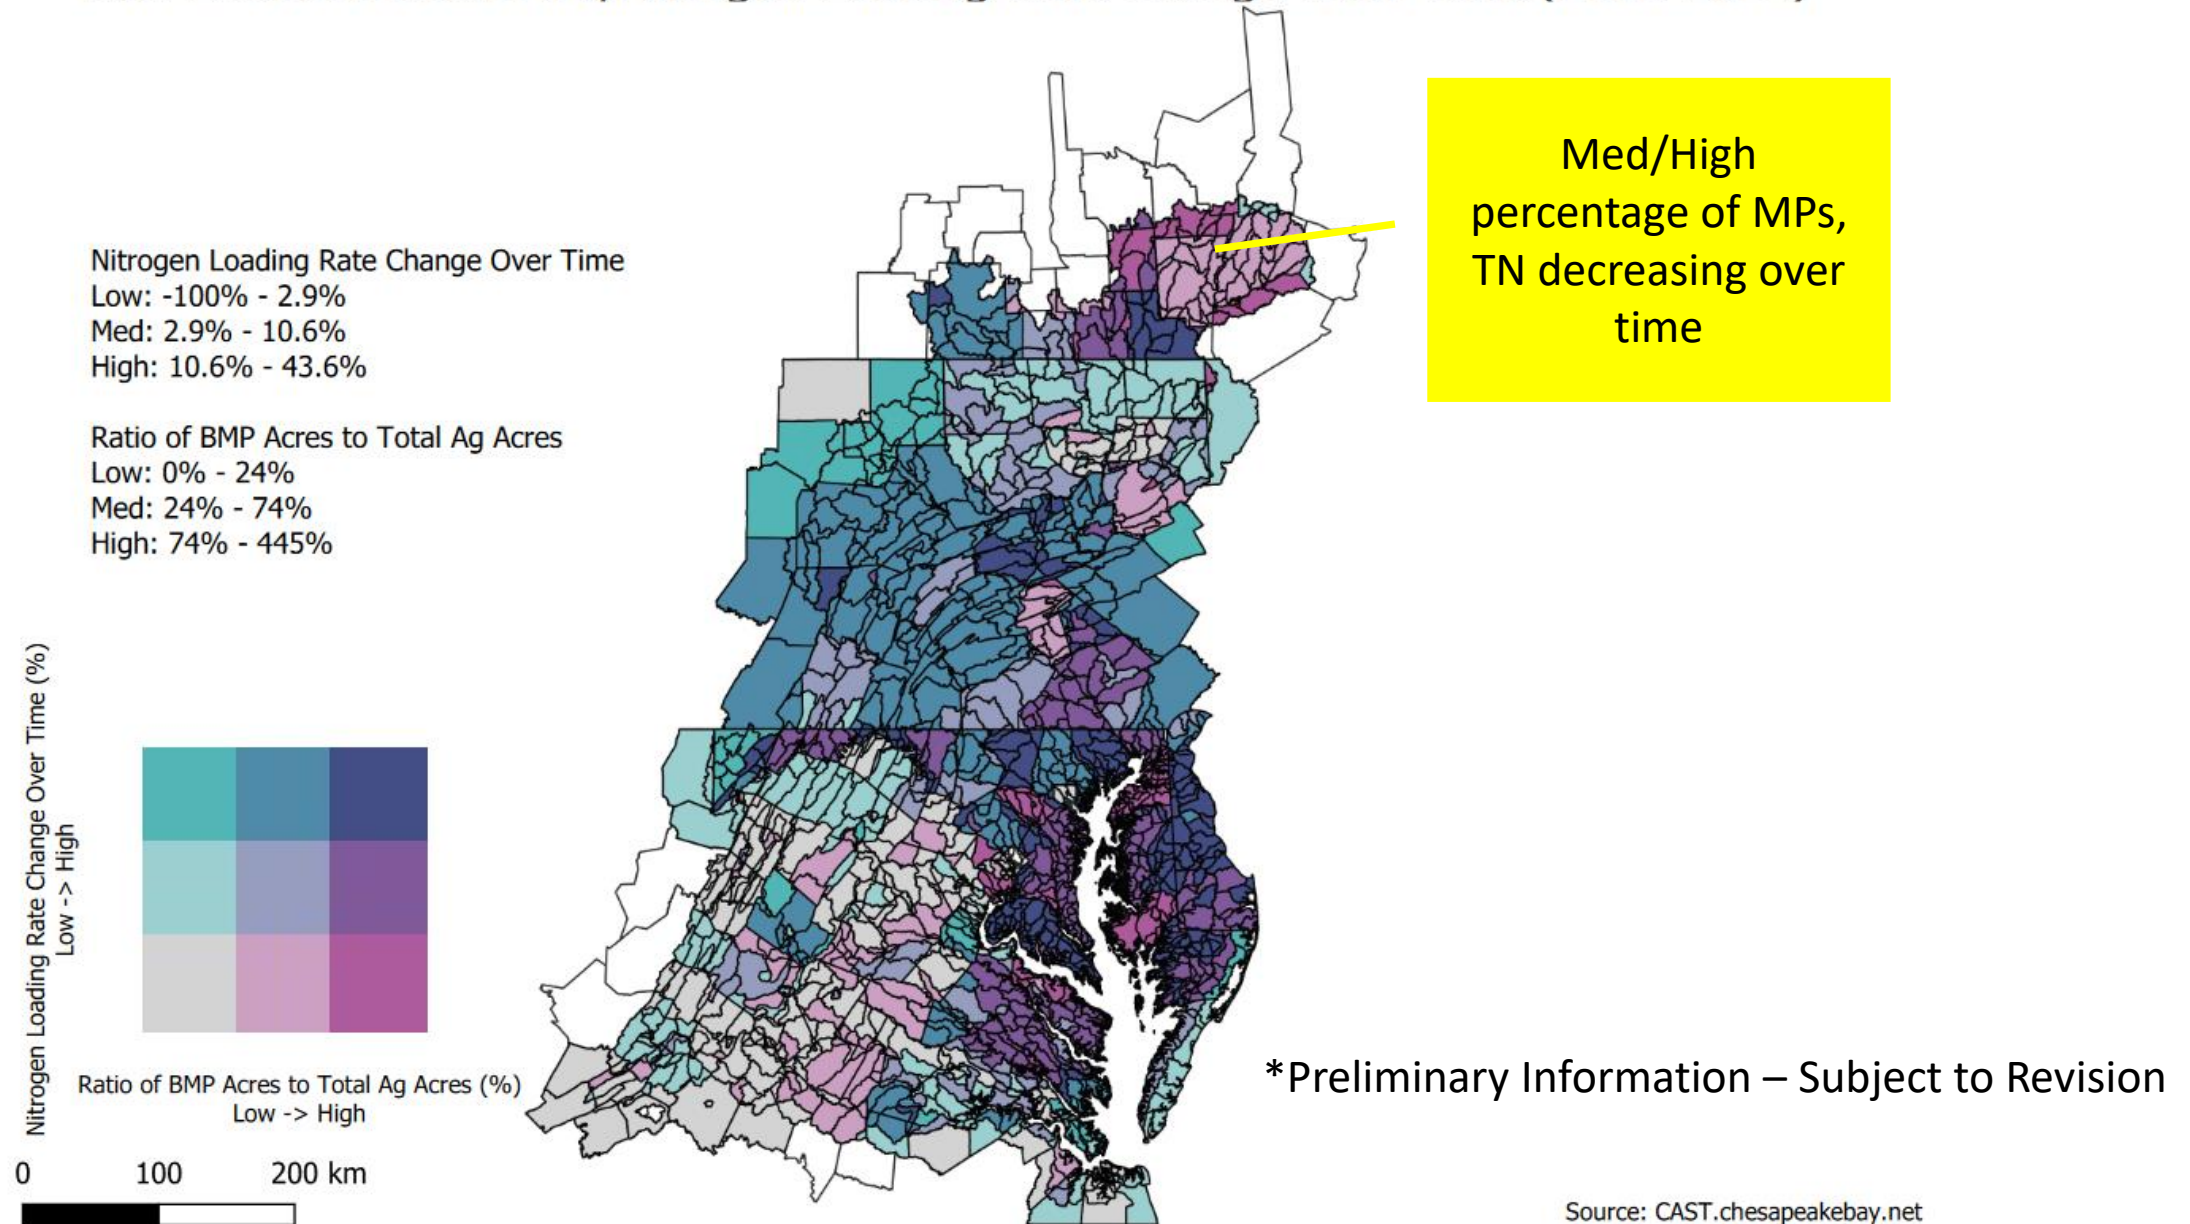 Nitrogen Loading Rate Change Over Time
Low: -100% - 2.9%
Med: 2.9% - 10.6%
High: 10.6% - 43.6%
Ratio of BMP Acres to Total Ag Acres
Low: 0% - 24%
Med: 24% - 74%
High: 74% - 445%
Med/High
percentage of MPs,
TN decreasing over
time
Nitrogen Loading Rate Change Over Time (%)
Low -> High
Ratio of BMP Acres to Total Ag Acres (%)
Low -> High
0 100 200 km
*Preliminary Information – Subject to Revision
Source: CAST.chesapeakebay.net